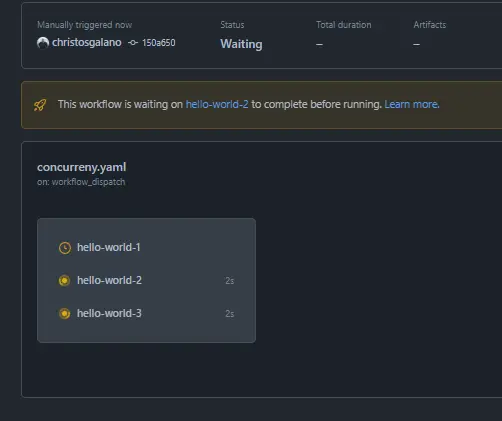 Manually triggered now Status Total duration Artifacts
christosgalano 150a650 Waiting – –
This workflow is waiting on hello-world-2 to complete before running. Learn more.
concurreny.yaml
on: workflow_dispatch
hello-world-1
hello-world-2 2s
hello-world-3 2s